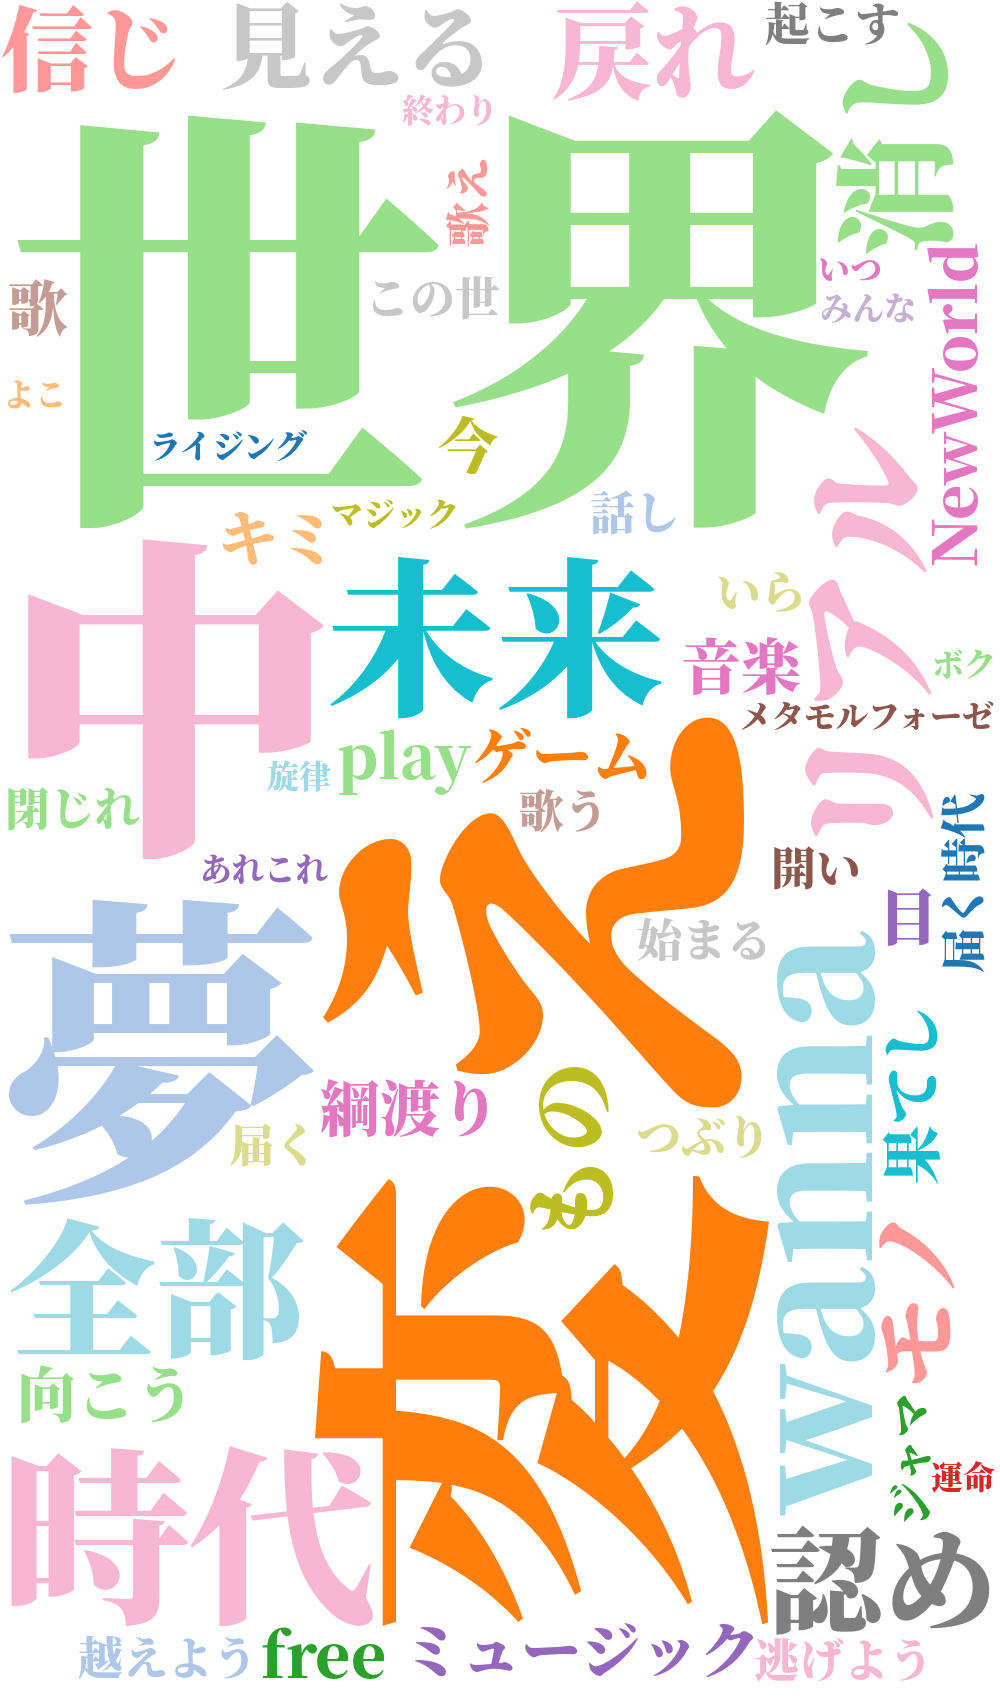 信じ
見える
戻れ
起こす
消し
終わり
世界
歌え
いつ
この世
みんな
歌
NewWorld
よこ
ライジング
今
マジック
話し
キミ
リアル
中
未来
いら
音楽
ボク
メタモルフォーゼ
play
ゲーム
旋律
歌う
閉じれ
あれこれ
開い
届く時代
目
変え
夢
始まる
wanna
果てし
もの
綱渡り
届く
つぶり
全部
モノ
向こう
ジャマ
時代
運命
認め
越えよう
free
ミュージック
逃げよう